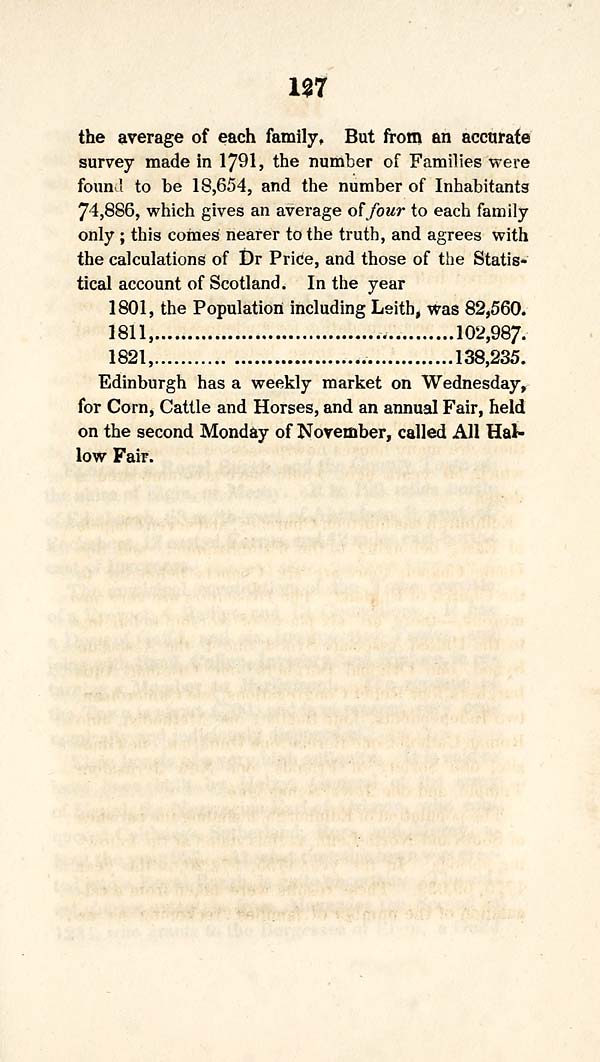 127
the average of each family. But from an accurate
survey made in 1791, the number of Families were
found to be 18,654, and the number of Inhabitants
74,886, which gives an average of four to each family
only ; this comes nearer to the truth, and agrees with
the calculations of Dr Price, and those of the Statis-
tical account of Scotland. In the year
1801, the Population including Leith, was 82,560.
1811,..............................................102,987.
1821,........... ..................................138,235.
Edinburgh has a weekly market on Wednesday,
for Corn, Cattle and Horses, and an annual Fair, held
on the second Monday of November, called All Hal-
low Fair.